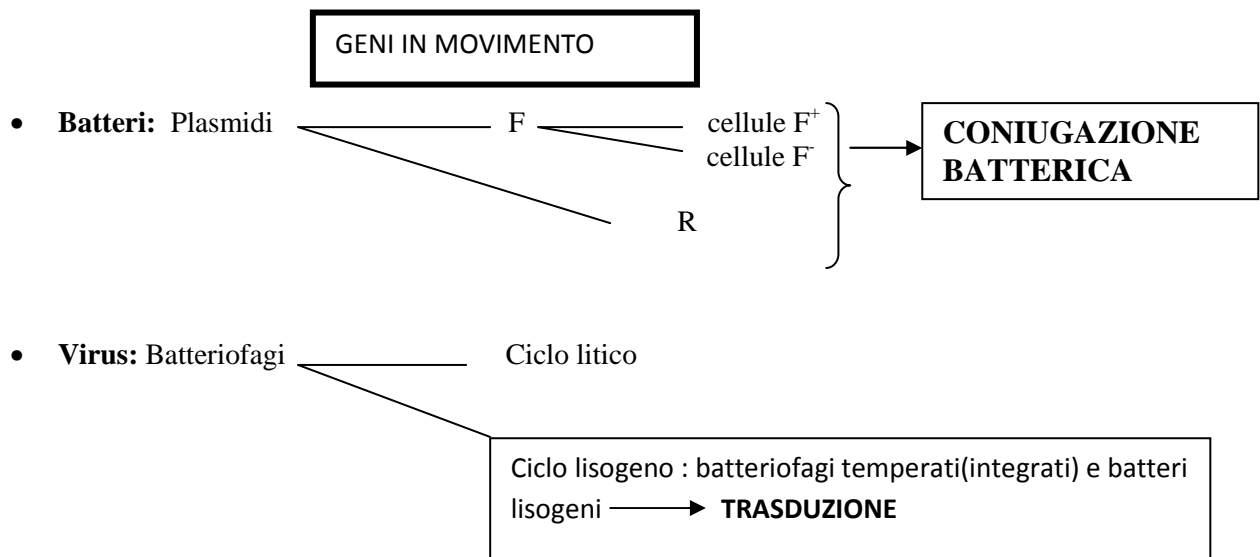 GENI IN MOVIMENTO
• Batteri: Plasmidi F cellule F⁺
cellule F⁻
CONIUGAZIONE
BATTERICA
R
• Virus: Batteriofagi Ciclo litico
Ciclo lisogeno : batteriofagi temperati(integrati) e batteri
lisogeni TRASDUZIONE